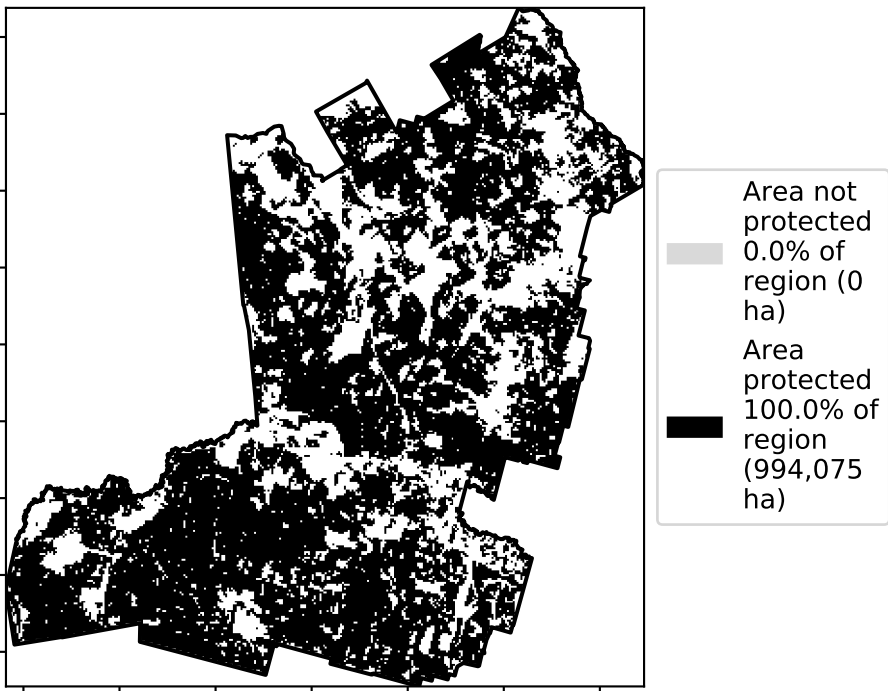 Area not
protected
0.0% of
region (0
ha)
Area
protected
100.0% of
region
(994,075
ha)